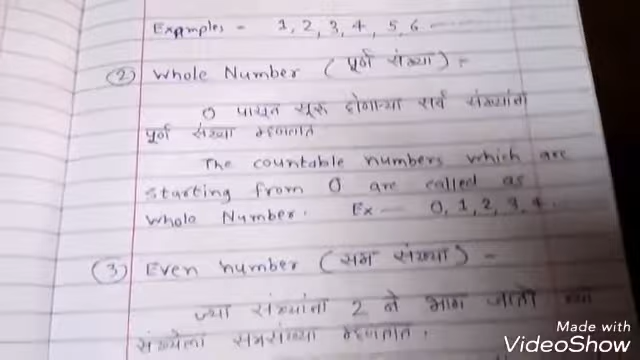 Examples - 1, 2, 3, 4, 5, 6 ----
(2) Whole Number (पूर्ण संख्या) :-
0 पासून सूरू होणाऱ्या सर्व संख्यांना
पूर्ण संख्या म्हणतात
The countable numbers which are
starting from 0 are called as
whole Number. Ex — 0, 1, 2, 3, 4.
(3) Even number (सम संख्या) -
ज्या संख्यांना 2 ने भाग जातो त्या
संख्येला समसंख्या म्हणतात.
Made with
VideoShow